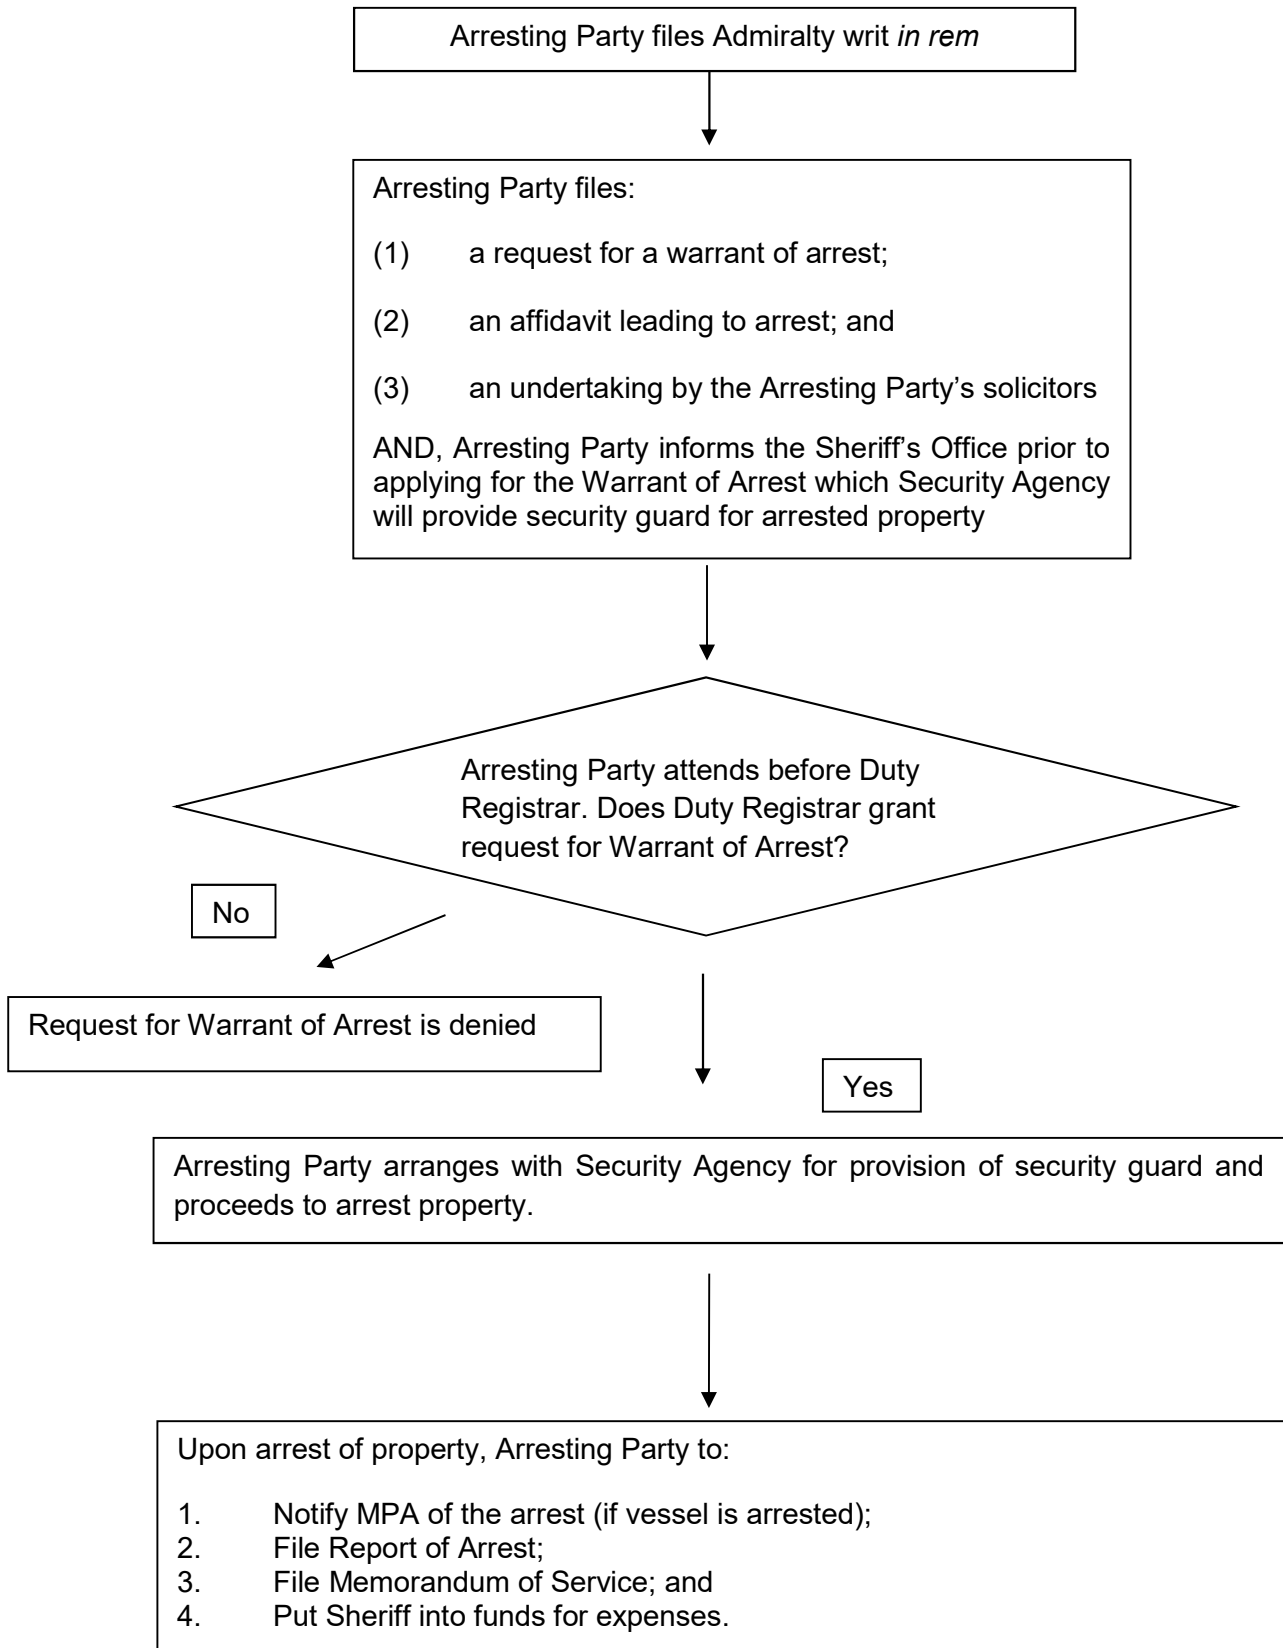 Arresting Party files Admiralty writ in rem
Arresting Party files:
(1) a request for a warrant of arrest;
(2) an affidavit leading to arrest; and
(3) an undertaking by the Arresting Party’s solicitors
AND, Arresting Party informs the Sheriff’s Office prior to
applying for the Warrant of Arrest which Security Agency
will provide security guard for arrested property
Arresting Party attends before Duty
Registrar. Does Duty Registrar grant
request for Warrant of Arrest?
No
Request for Warrant of Arrest is denied
Yes
Arresting Party arranges with Security Agency for provision of security guard and
proceeds to arrest property.
Upon arrest of property, Arresting Party to:
1. Notify MPA of the arrest (if vessel is arrested);
2. File Report of Arrest;
3. File Memorandum of Service; and
4. Put Sheriff into funds for expenses.